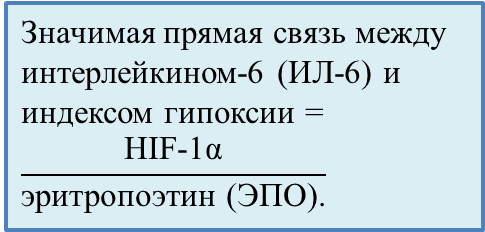 Значимая прямая связь между
интерлейкином-6 (ИЛ-6) и
индексом гипоксии =
HIF-1α
эритропоэтин (ЭПО).